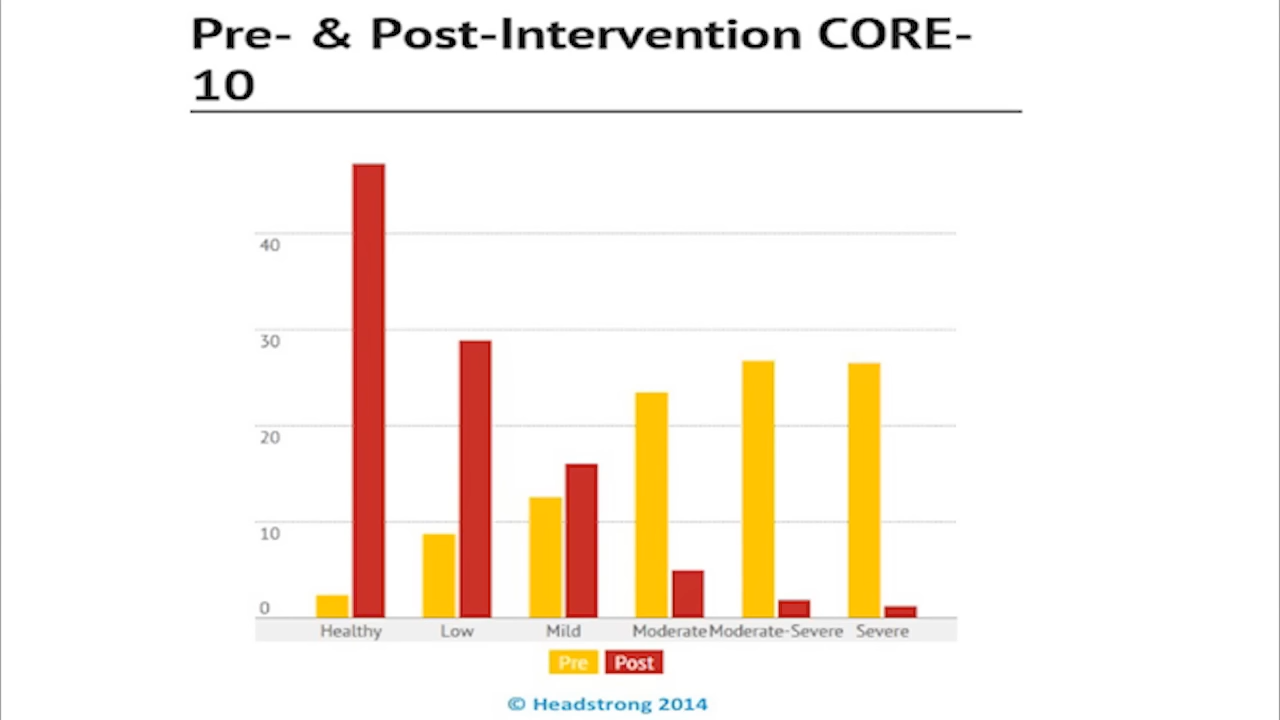 Pre- & Post-Intervention CORE-
10
40
30
20
10
0
Healthy Low Mild Moderate Moderate-Severe Severe
Pre Post
© Headstrong 2014